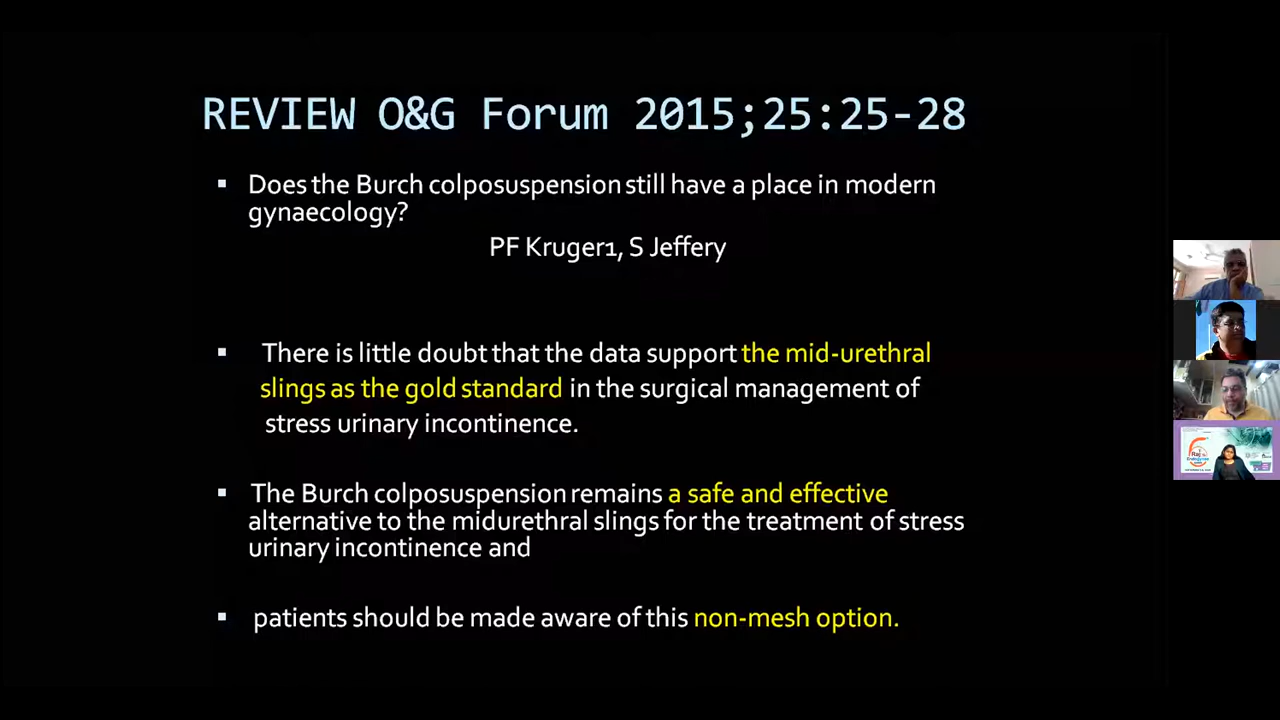 REVIEW O&G Forum 2015;25:25-28
▪ Does the Burch colposuspension still have a place in modern
gynaecology?
PF Kruger1, S Jeffery
▪ There is little doubt that the data support the mid-urethral
slings as the gold standard in the surgical management of
stress urinary incontinence.
▪ The Burch colposuspension remains a safe and effective
alternative to the midurethral slings for the treatment of stress
urinary incontinence and
▪ patients should be made aware of this non-mesh option.